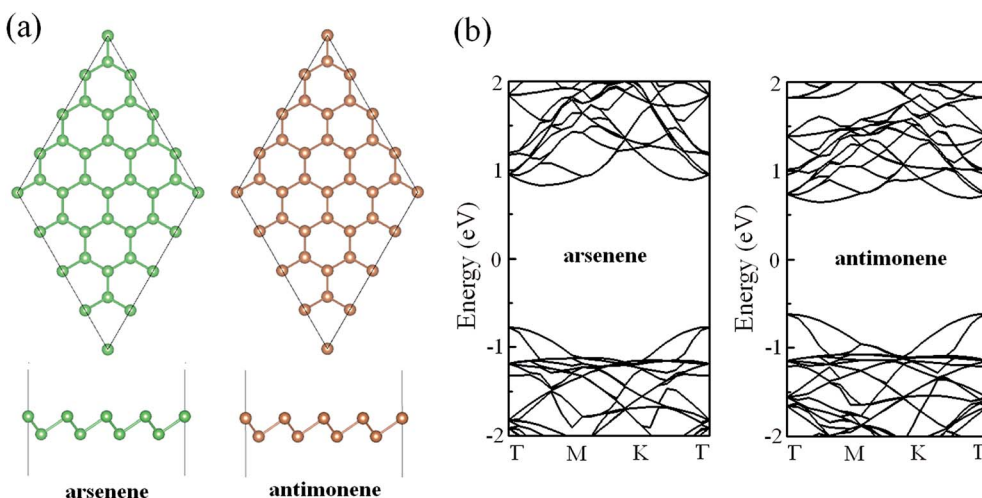 (a)
arsenene
antimonene
(b)
Energy (eV)
2
1
0
-1
-2
arsenene
T
M
K
T
Energy (eV)
2
1
0
-1
-2
antimonene
T
M
K
T